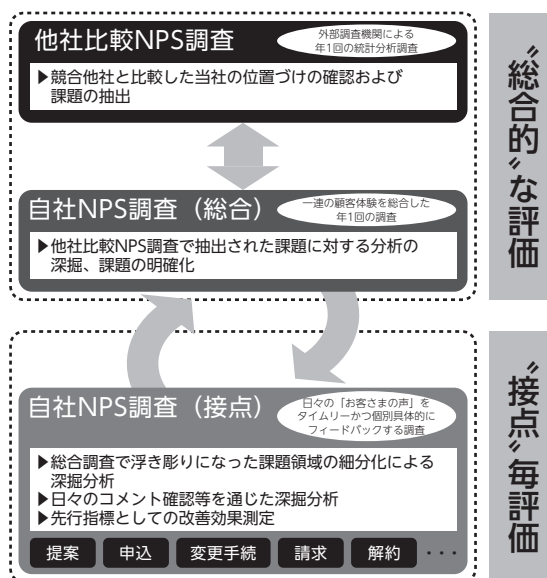 他社比較NPS調査
外部調査機関による
年1回の統計分析調査
▶競合他社と比較した当社の位置づけの確認および
課題の抽出
自社NPS調査（総合）
一連の顧客体験を総合した
年1回の調査
▶他社比較NPS調査で抽出された課題に対する分析の
深掘、課題の明確化
〝総合的〟な評価
自社NPS調査（接点）
日々の「お客さまの声」を
タイムリーかつ個別具体的に
フィードバックする調査
▶総合調査で浮き彫りになった課題領域の細分化による
深掘分析
▶日々のコメント確認等を通じた深掘分析
▶先行指標としての改善効果測定
提案 申込 変更手続 請求 解約 ・・・
〝接点〟毎評価